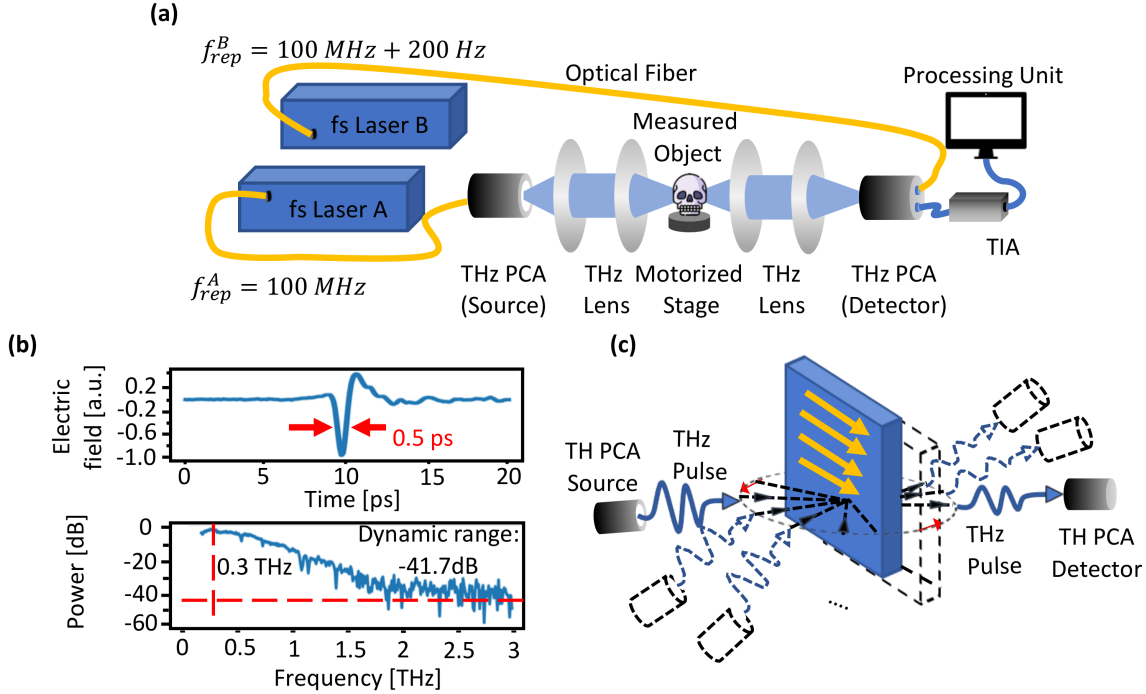 (a)
f_rep^B = 100 MHz + 200 Hz
Optical Fiber
Processing Unit
fs Laser B
Measured
Object
fs Laser A
TIA
THz PCA
(Source)
THz
Lens
Motorized
Stage
THz
Lens
THz PCA
(Detector)
f_rep^A = 100 MHz
(b)
Electric
field [a.u.]
0.2
-0.2
-0.6
-1.0
0.5 ps
0
5
10
15
20
Time [ps]
Power [dB]
0
-20
-40
-60
Dynamic range:
-41.7dB
0.3 THz
0
0.5
1
1.5
2
2.5
3
Frequency [THz]
(c)
TH PCA
Source
THz
Pulse
THz
Pulse
TH PCA
Detector
....